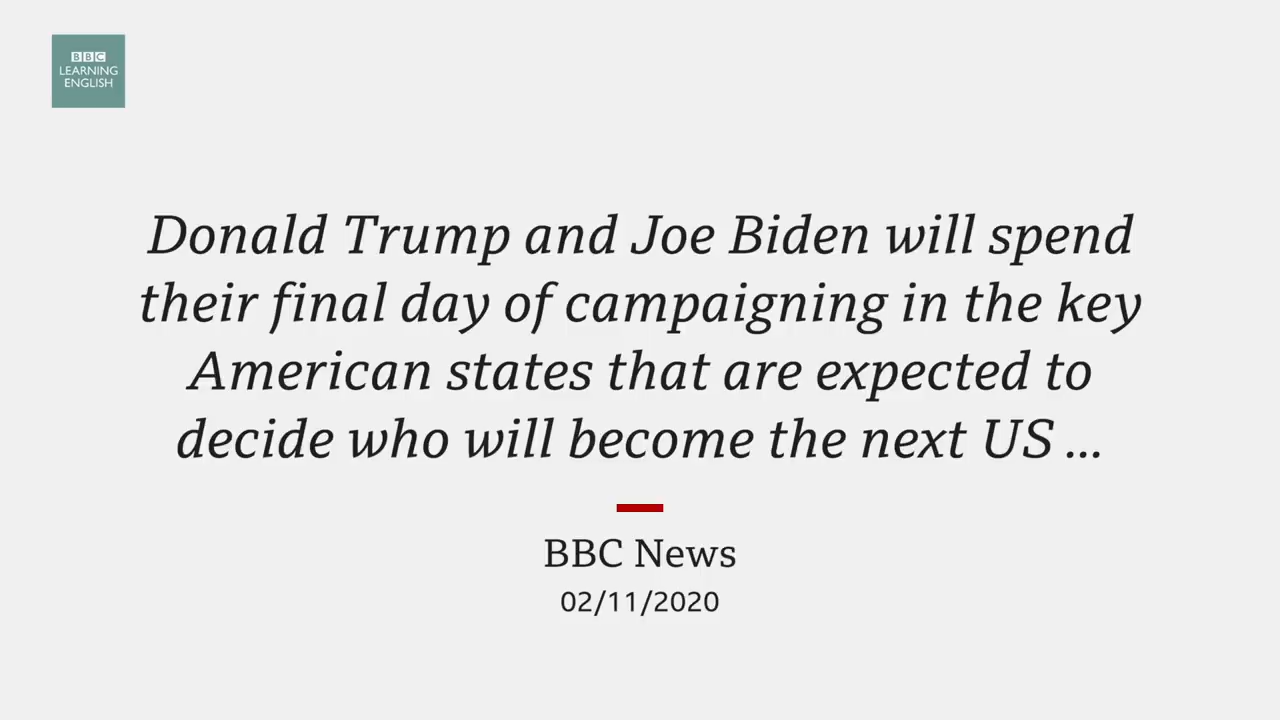 BBC
LEARNING
ENGLISH
Donald Trump and Joe Biden will spend
their final day of campaigning in the key
American states that are expected to
decide who will become the next US ...
BBC News
02/11/2020